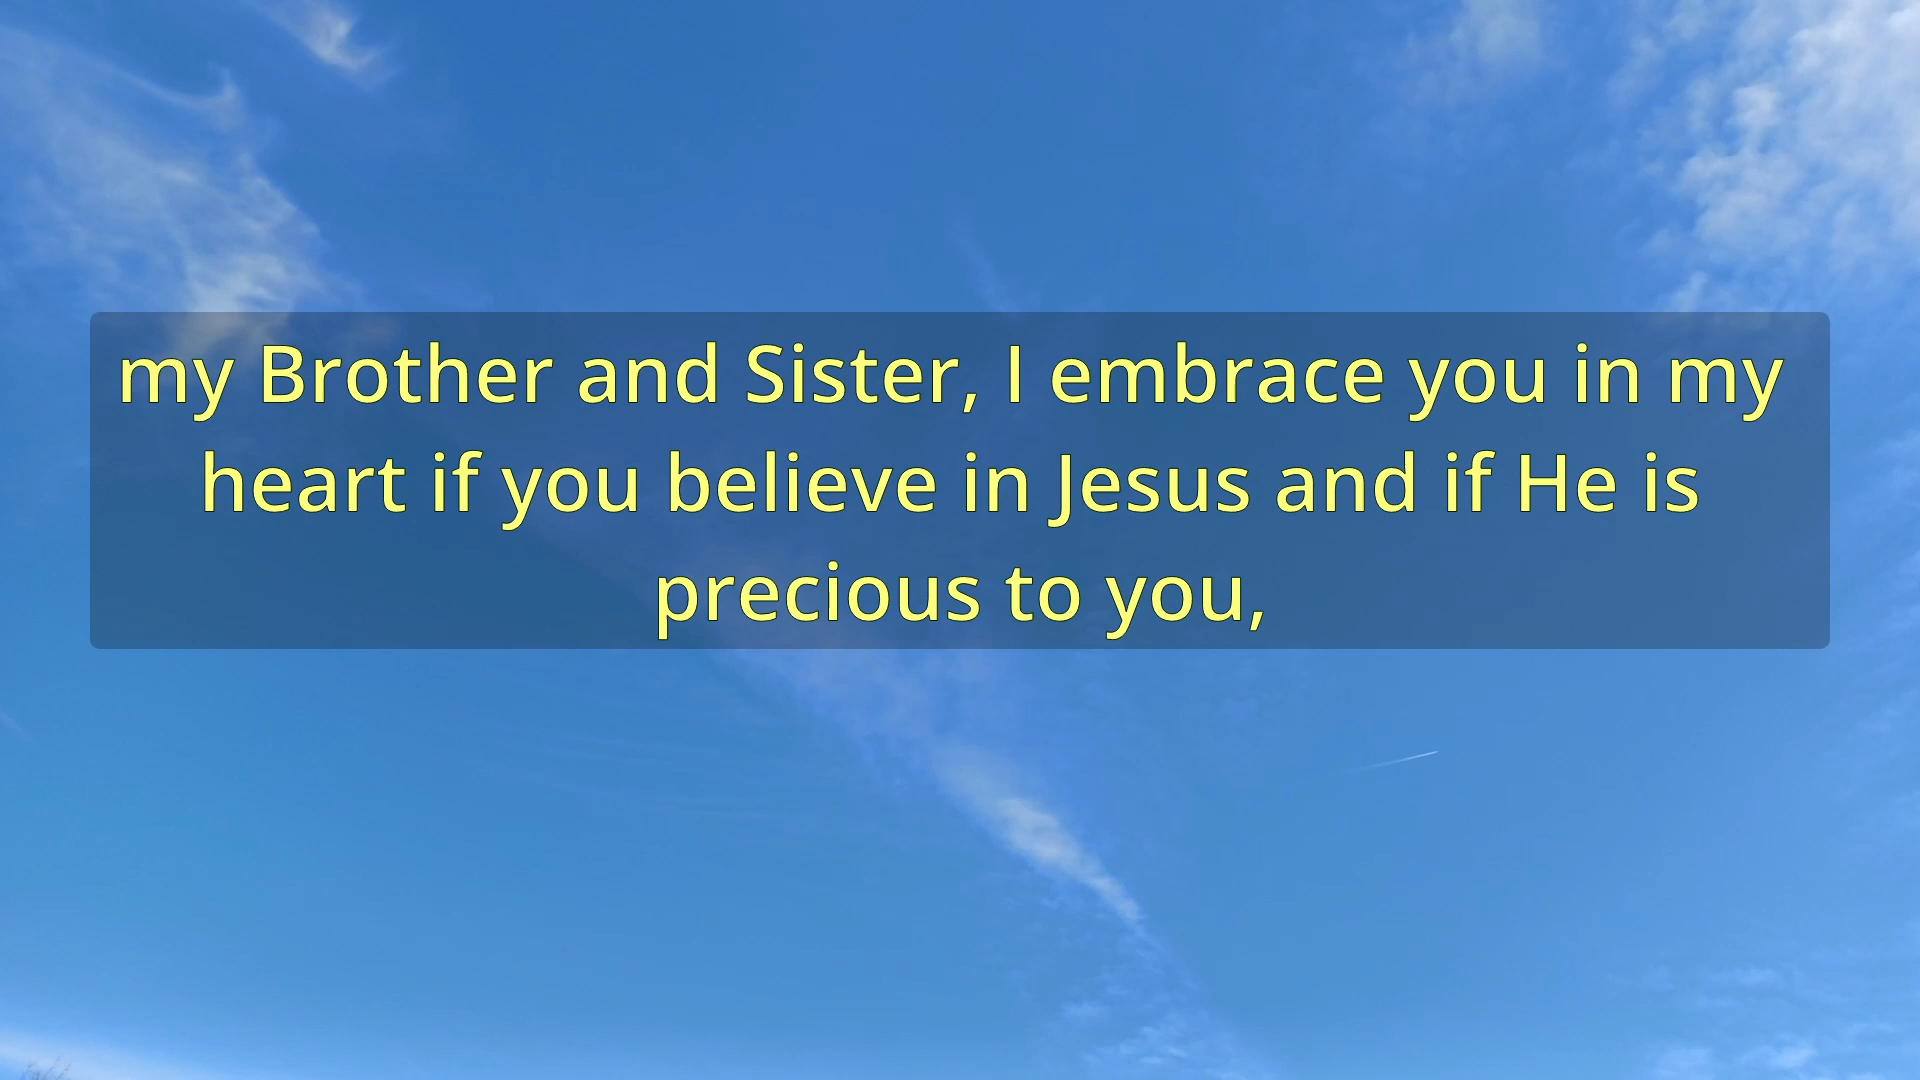 my Brother and Sister, I embrace you in my
heart if you believe in Jesus and if He is
precious to you,